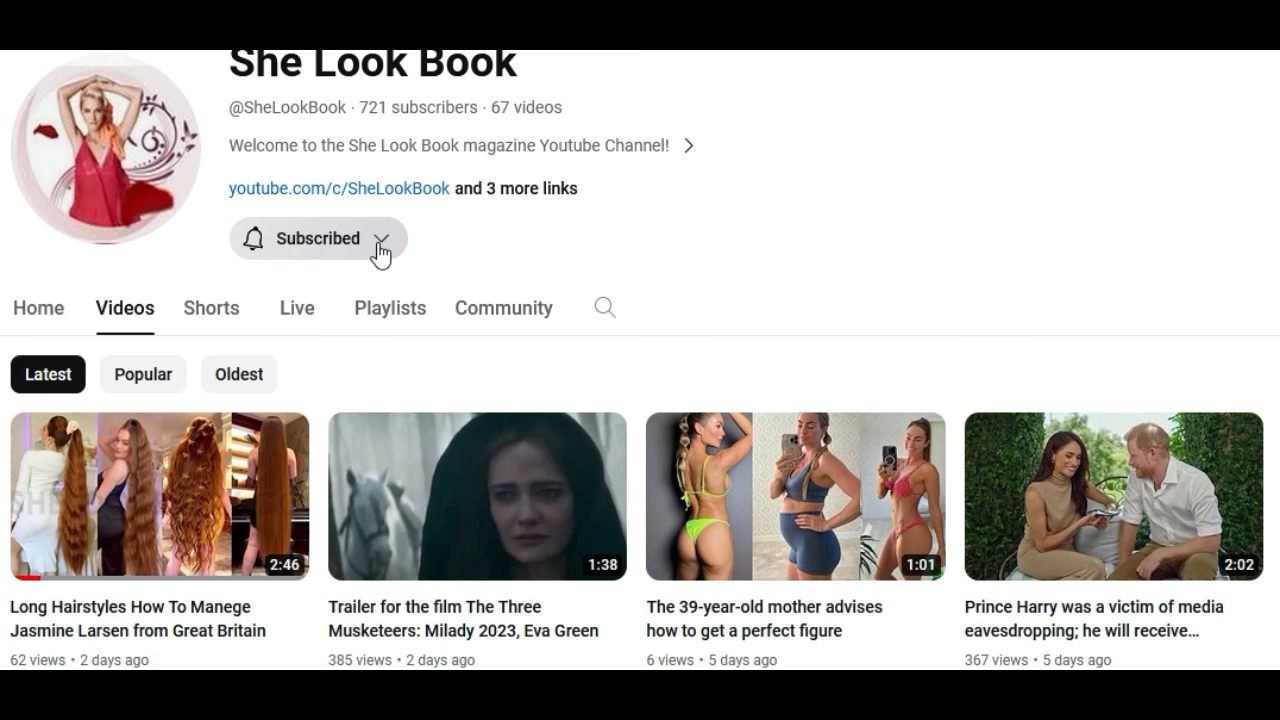 She Look Book
@SheLookBook · 721 subscribers · 67 videos
Welcome to the She Look Book magazine Youtube Channel!
youtube.com/c/SheLookBook and 3 more links
Subscribed
Home Videos Shorts Live Playlists Community
Latest Popular Oldest
SHE
2:46 1:38 1:01 2:02
Long Hairstyles How To Manege
Jasmine Larsen from Great Britain
62 views • 2 days ago
Trailer for the film The Three
Musketeers: Milady 2023, Eva Green
385 views • 2 days ago
The 39-year-old mother advises
how to get a perfect figure
6 views • 5 days ago
Prince Harry was a victim of media
eavesdropping; he will receive…
367 views • 5 days ago